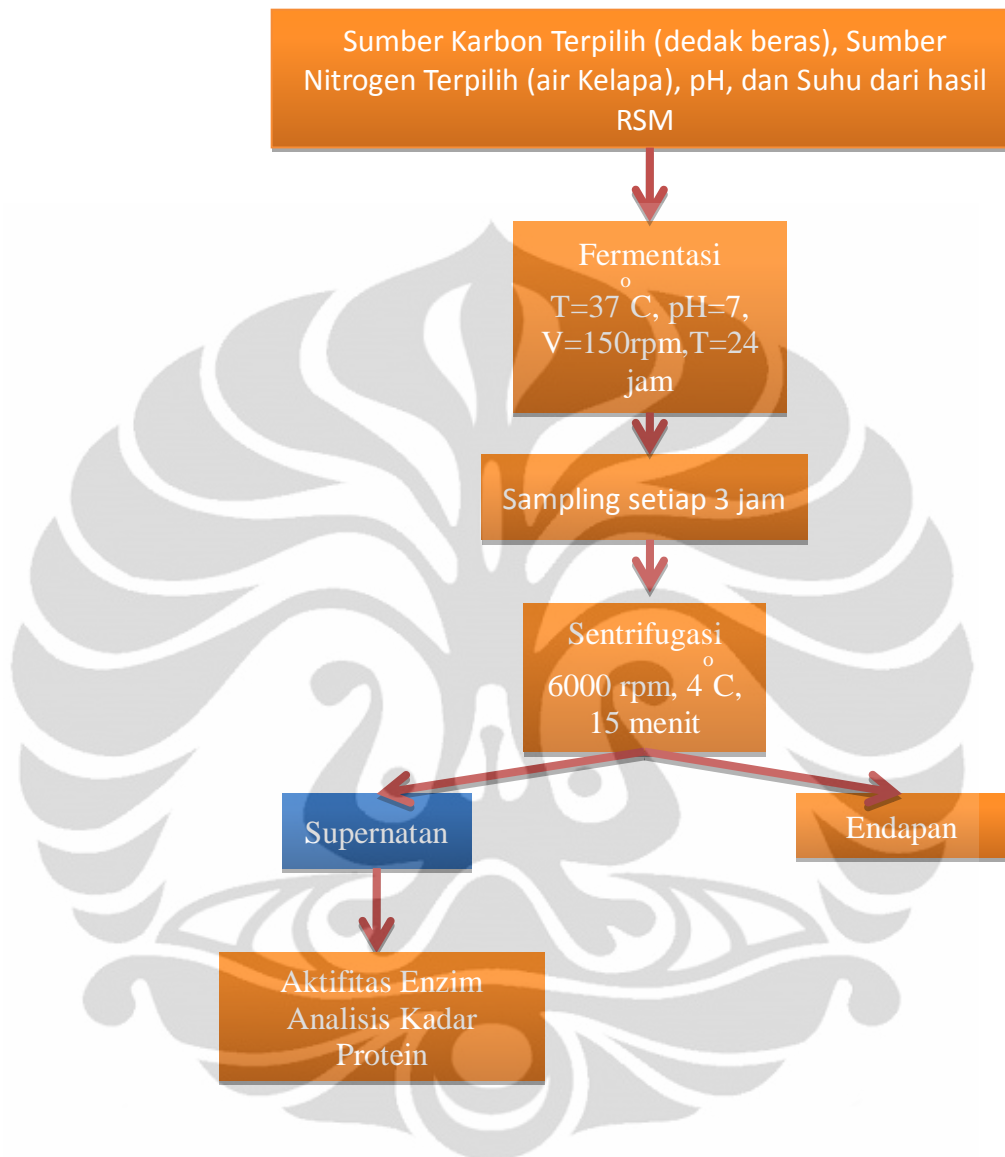 Sumber Karbon Terpilih (dedak beras), Sumber
Nitrogen Terpilih (air Kelapa), pH, dan Suhu dari hasil
RSM
Fermentasi
T=37°C, pH=7,
V=150rpm,T=24
jam
Sampling setiap 3 jam
Sentrifugasi
6000 rpm, 4°C,
15 menit
Supernatan
Endapan
Aktifitas Enzim
Analisis Kadar
Protein